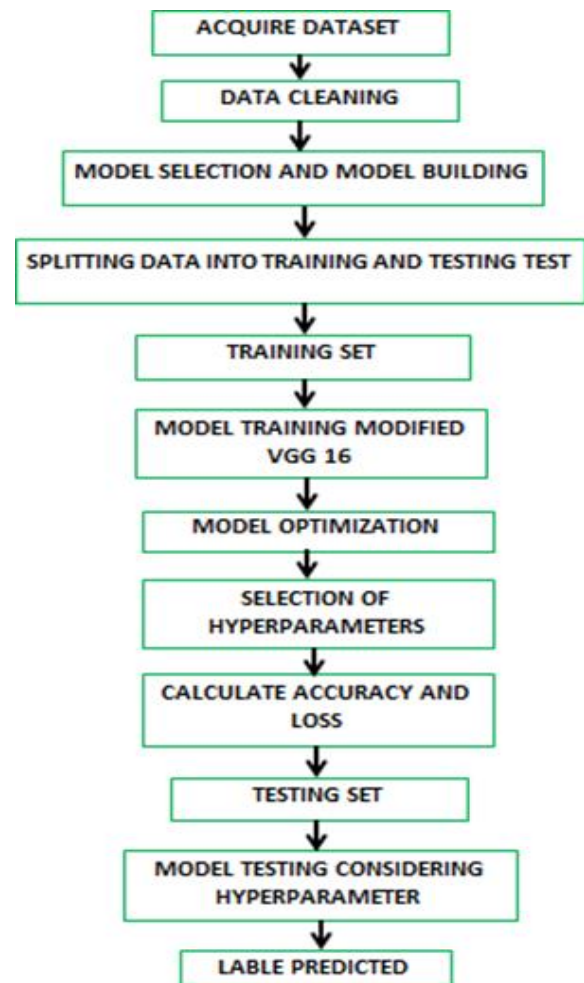 ACQUIRE DATASET
DATA CLEANING
MODEL SELECTION AND MODEL BUILDING
SPLITTING DATA INTO TRAINING AND TESTING TEST
TRAINING SET
MODEL TRAINING MODIFIED
VGG 16
MODEL OPTIMIZATION
SELECTION OF
HYPERPARAMETERS
CALCULATE ACCURACY AND
LOSS
TESTING SET
MODEL TESTING CONSIDERING
HYPERPARAMETER
LABLE PREDICTED